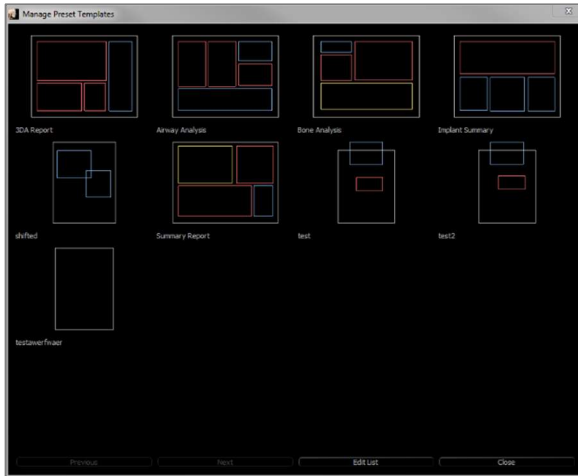 Manage Preset Templates
3DA Report
Airway Analysis
Bone Analysis
Implant Summary
shifted
Summary Report
test
test2
testawerfwaer
Previous
Next
Edit List
Close